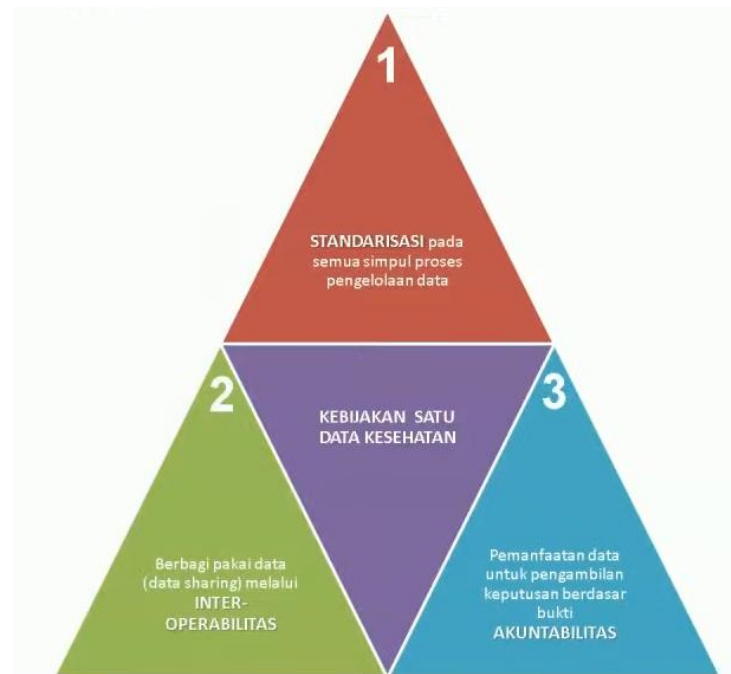 1
STANDARISASI pada
semua simpul proses
pengelolaan data
2
Berbagi pakai data
(data sharing) melalui
INTER-
OPERABILITAS
KEBIJAKAN SATU
DATA KESEHATAN
3
Pemanfaatan data
untuk pengambilan
keputusan berdasar
bukti
AKUNTABILITAS